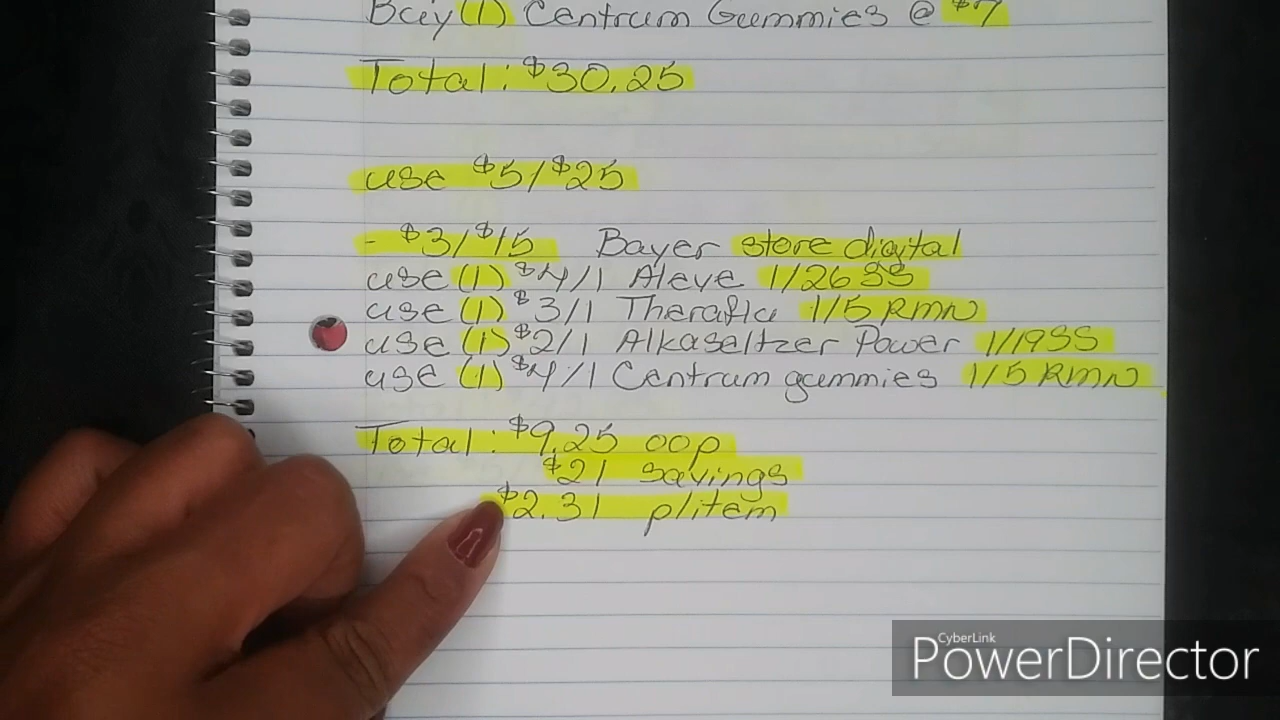 Buy (1) Centrum Gummies @ $7
Total: $30.25
use $5/$25
- $3/$15 Bayer store digital
use (1) $4/1 Aleve 1/26 SS
use (1) $3/1 Theraflu 1/5 RMN
use (1) $2/1 Alkaseltzer Power 1/19SS
use (1) $4/1 Centrum gummies 1/5 RMN
Total: $9.25 oop
$21 savings
$2.31 p/item
CyberLink
PowerDirector